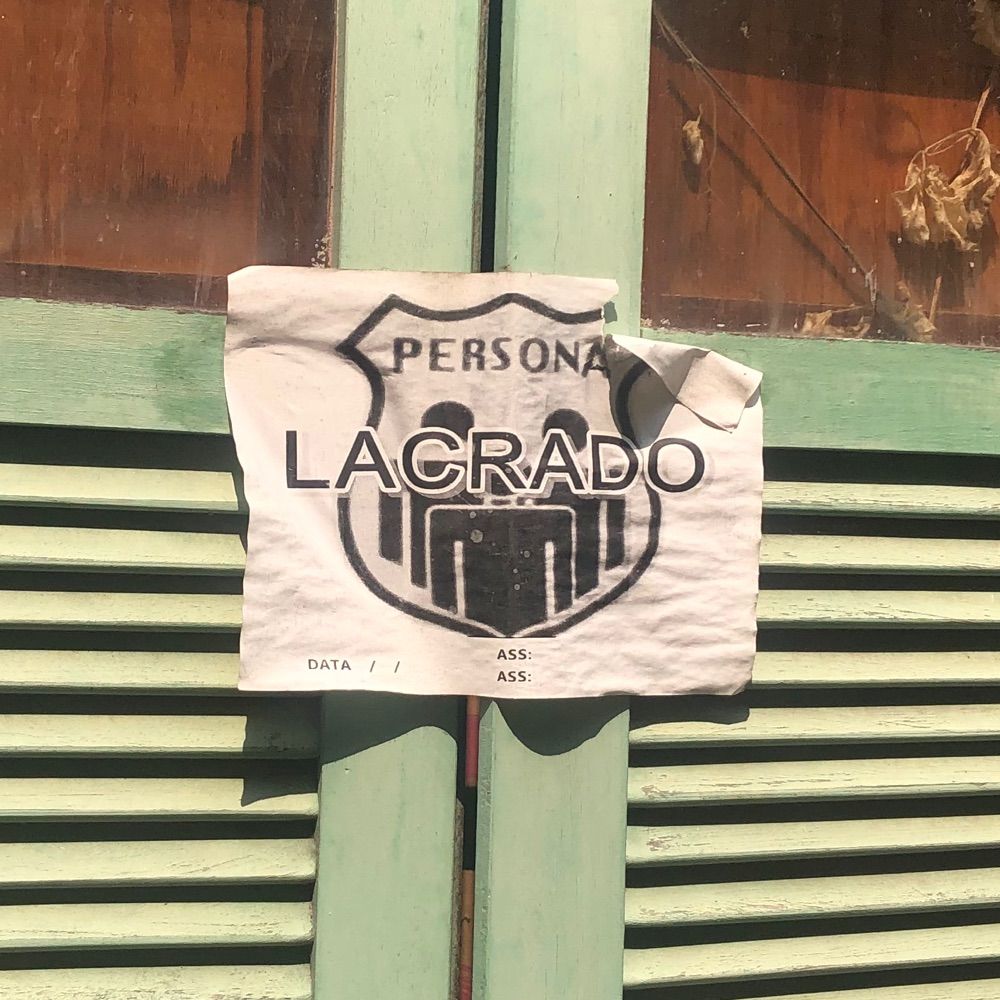 PERSONA
LACRADO
DATA / /
ASS:
ASS: